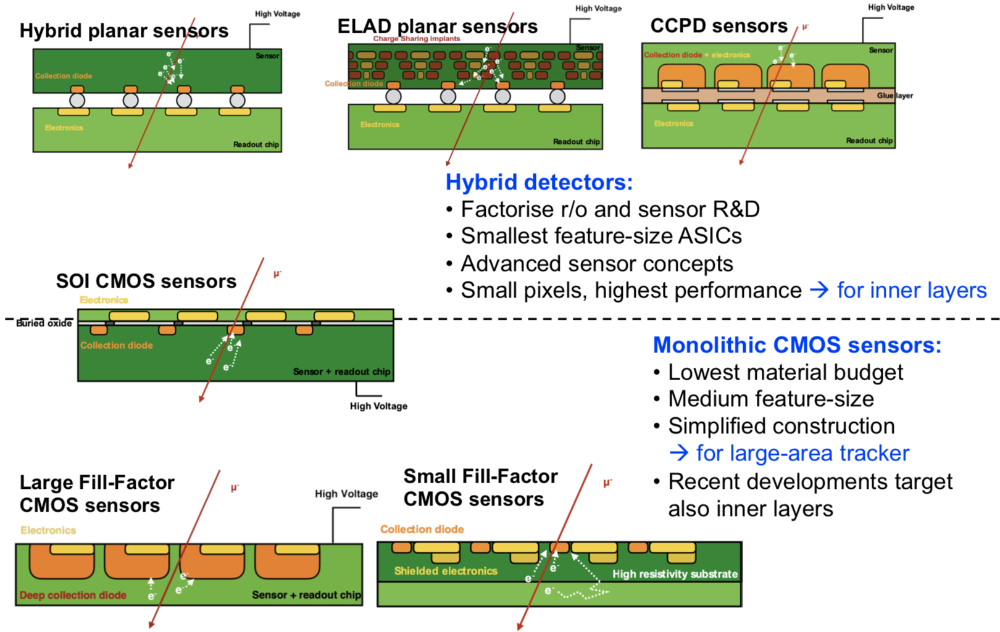 Hybrid planar sensors
High Voltage
Sensor
Collection diode
e-
e-
e-
e-
Electronics
Readout chip
ELAD planar sensors
High Voltage
Charge Sharing implants
Sensor
Collection diode
e-
e-
e-
e-
Electronics
Readout chip
CCPD sensors
High Voltage
μ-
Sensor
Collection diode + electronics
e-
e-
Glue layer
Electronics
Readout chip
Hybrid detectors:
• Factorise r/o and sensor R&D
• Smallest feature-size ASICs
• Advanced sensor concepts
• Small pixels, highest performance → for inner layers
SOI CMOS sensors
μ-
Electronics
Buried oxide
Collection diode
e-
e-
e-
Sensor + readout chip
High Voltage
Monolithic CMOS sensors:
• Lowest material budget
• Medium feature-size
• Simplified construction
→ for large-area tracker
• Recent developments target
also inner layers
Large Fill-Factor
CMOS sensors
μ-
High Voltage
Electronics
e-
e-
e-
Deep collection diode
Sensor + readout chip
Small Fill-Factor
CMOS sensors
μ-
Collection diode
Shielded electronics
e-
e-
e-
High resistivity substrate